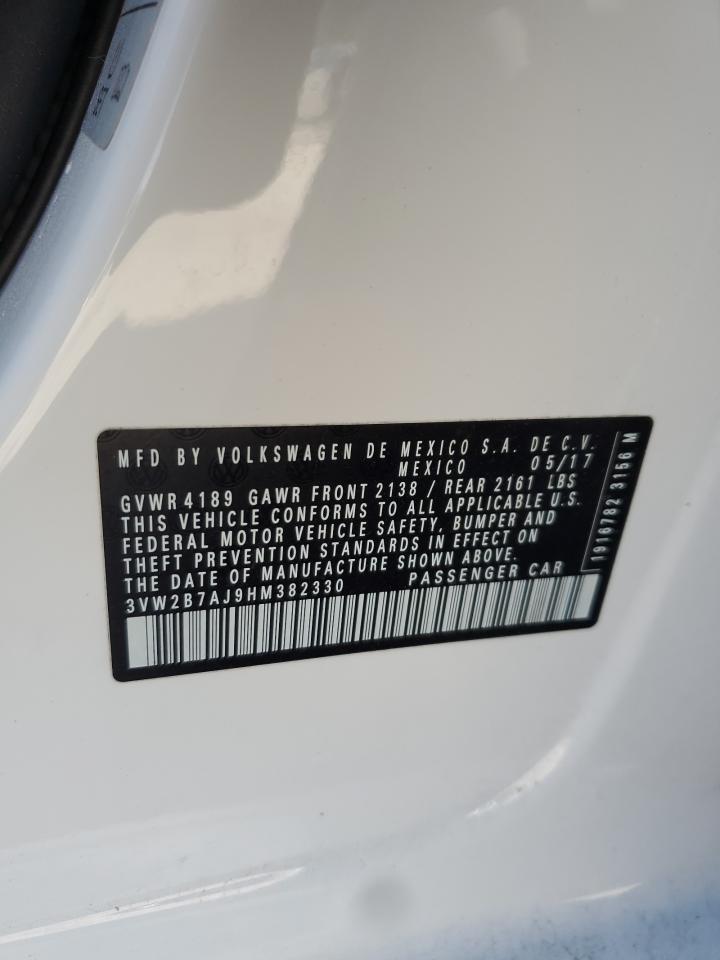 MFD BY VOLKSWAGEN DE MEXICO S.A. DE C.V.
MEXICO 05/17
GVWR 4189 GAWR FRONT 2138 / REAR 2161 LBS
THIS VEHICLE CONFORMS TO ALL APPLICABLE U.S.
FEDERAL MOTOR VEHICLE SAFETY, BUMPER AND
THEFT PREVENTION STANDARDS IN EFFECT ON
THE DATE OF MANUFACTURE SHOWN ABOVE.
3VW2B7AJ9HM382330 PASSENGER CAR
1916782 3156 M